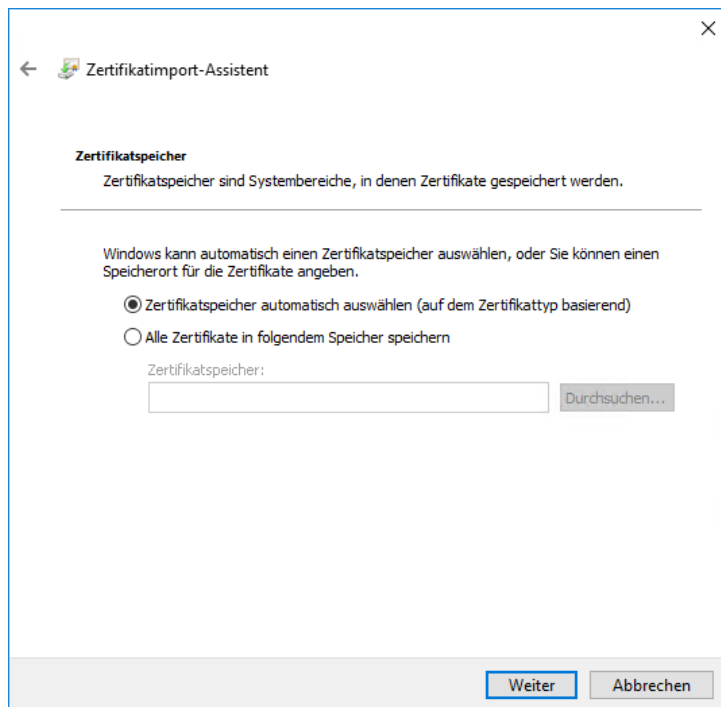 Zertifikatimport-Assistent
Zertifikatspeicher
Zertifikatspeicher sind Systembereiche, in denen Zertifikate gespeichert werden.
Windows kann automatisch einen Zertifikatspeicher auswählen, oder Sie können einen
Speicherort für die Zertifikate angeben.
Zertifikatspeicher automatisch auswählen (auf dem Zertifikattyp basierend)
Alle Zertifikate in folgendem Speicher speichern
Zertifikatspeicher:
Durchsuchen...
Weiter
Abbrechen